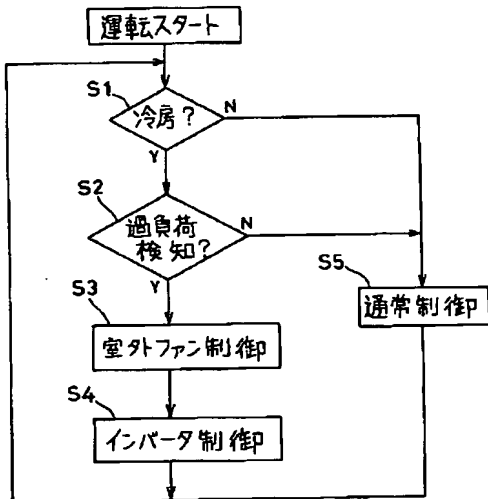 運転スタート
S1
冷房?
N
Y
S2
過負荷
検知?
N
Y
S5
通常制御
S3
室外ファン制御
S4
インバータ制御